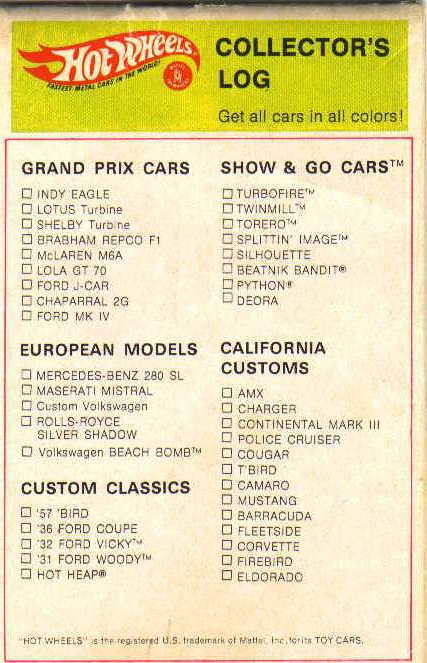 Hot Wheels
FASTEST METAL CARS IN THE WORLD!
MATTEL
COLLECTOR'S
LOG
Get all cars in all colors!
GRAND PRIX CARS
☐ INDY EAGLE
☐ LOTUS Turbine
☐ SHELBY Turbine
☐ BRABHAM REPCO F1
☐ McLAREN M6A
☐ LOLA GT 70
☐ FORD J-CAR
☐ CHAPARRAL 2G
☐ FORD MK IV
EUROPEAN MODELS
☐ MERCEDES-BENZ 280 SL
☐ MASERATI MISTRAL
☐ Custom Volkswagen
☐ ROLLS-ROYCE
SILVER SHADOW
☐ Volkswagen BEACH BOMB™
CUSTOM CLASSICS
☐ '57 'BIRD
☐ '36 FORD COUPE
☐ '32 FORD VICKY™
☐ '31 FORD WOODY™
☐ HOT HEAP®
SHOW & GO CARS™
☐ TURBOFIRE™
☐ TWINMILL™
☐ TORERO™
☐ SPLITTIN' IMAGE™
☐ SILHOUETTE
☐ BEATNIK BANDIT®
☐ PYTHON®
☐ DEORA
CALIFORNIA
CUSTOMS
☐ AMX
☐ CHARGER
☐ CONTINENTAL MARK III
☐ POLICE CRUISER
☐ COUGAR
☐ T'BIRD
☐ CAMARO
☐ MUSTANG
☐ BARRACUDA
☐ FLEETSIDE
☐ CORVETTE
☐ FIREBIRD
☐ ELDORADO
"HOT WHEELS" is the registered U.S. trademark of Mattel, Inc. for its TOY CARS.